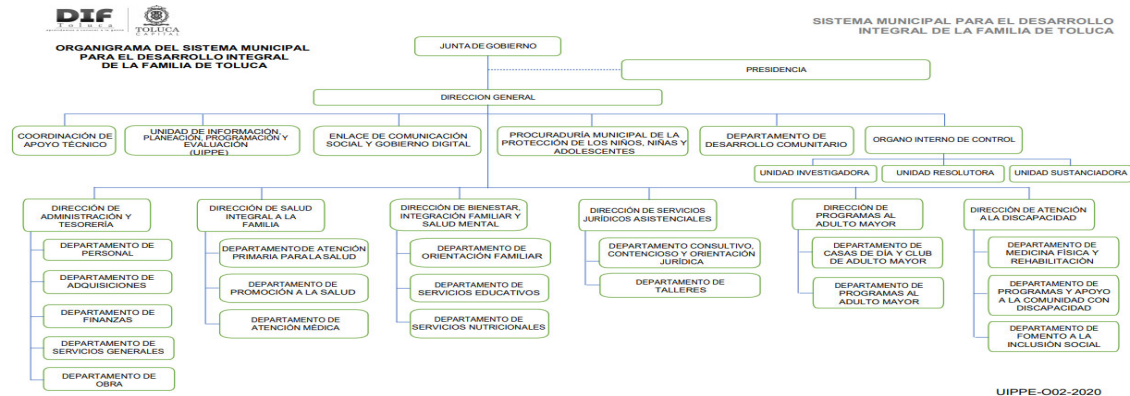 DIF
Toluca
TOLUCA
CAPITAL
SISTEMA MUNICIPAL PARA EL DESARROLLO
INTEGRAL DE LA FAMILIA DE TOLUCA
ORGANIGRAMA DEL SISTEMA MUNICIPAL
PARA EL DESARROLLO INTEGRAL
DE LA FAMILIA DE TOLUCA
JUNTA DE GOBIERNO
PRESIDENCIA
DIRECCION GENERAL
COORDINACIÓN DE
APOYO TÉCNICO
UNIDAD DE INFORMACIÓN,
PLANEACIÓN, PROGRAMACIÓN Y
EVALUACIÓN
(UIPPE)
ENLACE DE COMUNICACIÓN
SOCIAL Y GOBIERNO DIGITAL
PROCURADURÍA MUNICIPAL DE LA
PROTECCIÓN DE LOS NIÑOS, NIÑAS Y
ADOLESCENTES
DEPARTAMENTO DE
DESARROLLO COMUNITARIO
ORGANO INTERNO DE CONTROL
UNIDAD INVESTIGADORA
UNIDAD RESOLUTORA
UNIDAD SUSTANCIADORA
DIRECCIÓN DE
ADMINISTRACIÓN Y
TESORERÍA
DEPARTAMENTO DE
PERSONAL
DEPARTAMENTO DE
ADQUISICIONES
DEPARTAMENTO DE
FINANZAS
DEPARTAMENTO DE
SERVICIOS GENERALES
DEPARTAMENTO DE
OBRA
DIRECCIÓN DE SALUD
INTEGRAL A LA
FAMILIA
DEPARTAMENTO DE ATENCIÓN
PRIMARIA PARA LA SALUD
DEPARTAMENTO DE
PROMOCIÓN A LA SALUD
DEPARTAMENTO DE
ATENCIÓN MÉDICA
DIRECCIÓN DE BIENESTAR,
INTEGRACIÓN FAMILIAR Y
SALUD MENTAL
DEPARTAMENTO DE
ORIENTACIÓN FAMILIAR
DEPARTAMENTO DE
SERVICIOS EDUCATIVOS
DEPARTAMENTO DE
SERVICIOS NUTRICIONALES
DIRECCIÓN DE SERVICIOS
JURÍDICOS ASISTENCIALES
DEPARTAMENTO CONSULTIVO,
CONTENCIOSO Y ORIENTACIÓN
JURÍDICA
DEPARTAMENTO DE
TALLERES
DIRECCIÓN DE
PROGRAMAS AL
ADULTO MAYOR
DEPARTAMENTO DE
CASAS DE DÍA Y CLUB
DE ADULTO MAYOR
DEPARTAMENTO DE
PROGRAMAS AL
ADULTO MAYOR
DIRECCIÓN DE ATENCIÓN
A LA DISCAPACIDAD
DEPARTAMENTO DE
MEDICINA FÍSICA Y
REHABILITACIÓN
DEPARTAMENTO DE
PROGRAMAS Y APOYO
A LA COMUNIDAD CON
DISCAPACIDAD
DEPARTAMENTO DE
FOMENTO A LA
INCLUSIÓN SOCIAL
UIPPE-O02-2020